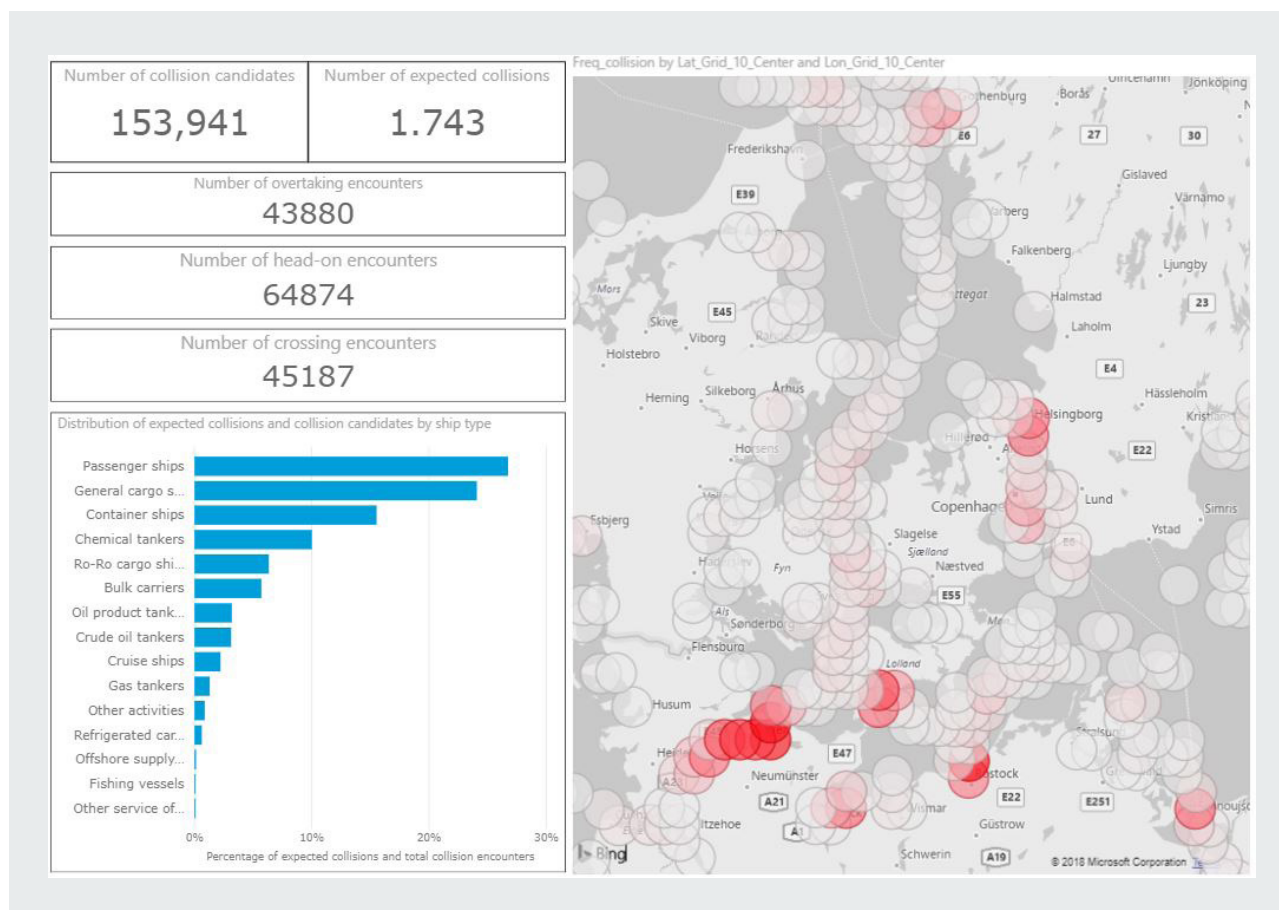 Number of collision candidates
153,941
Number of expected collisions
1.743
Number of overtaking encounters
43880
Number of head-on encounters
64874
Number of crossing encounters
45187
Distribution of expected collisions and collision candidates by ship type
Passenger ships
General cargo s...
Container ships
Chemical tankers
Ro-Ro cargo shi...
Bulk carriers
Oil product tank...
Crude oil tankers
Cruise ships
Gas tankers
Other activities
Refrigerated car...
Offshore supply...
Fishing vessels
Other service of...
0%
10%
20%
30%
Percentage of expected collisions and total collision encounters
Freq_collision by Lat_Grid_10_Center and Lon_Grid_10_Center
Jönköping
Borås
E6
27
30
Frederikshavn
Gislaved
E39
Värnamo
Falkenberg
Ljungby
Mors
Halmstad
23
E45
Skive
Viborg
Laholm
Holstebro
E4
Silkeborg
Århus
Hässleholm
Herning
Helsingborg
Hillerød
Horsens
E22
Copenhag
Lund
Simris
Esbjerg
Ystad
Slagelse
Sjælland
Fyn
Næstved
E55
Als
Sønderborg
Flensburg
Lolland
Husum
Stralsund
E47
Neumünster
E22
E251
A21
Wismar
Itzehoe
Güstrow
Schwerin
A19
Bing
© 2018 Microsoft Corporation